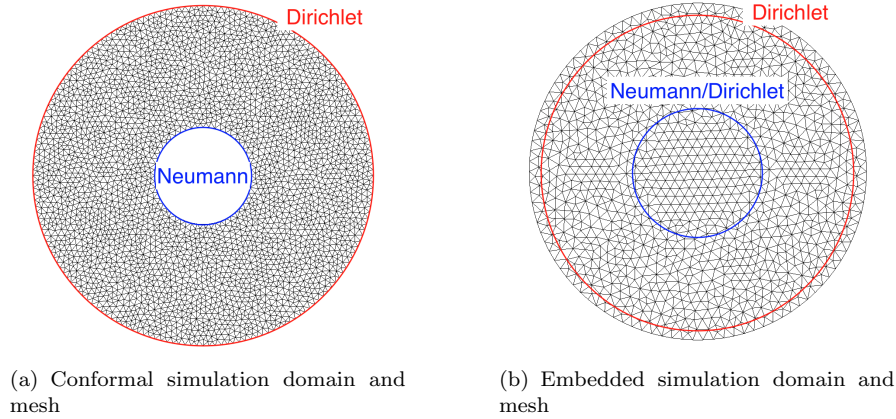 Dirichlet
Neumann
Dirichlet
Neumann/Dirichlet
(a) Conformal simulation domain and
mesh
(b) Embedded simulation domain and
mesh